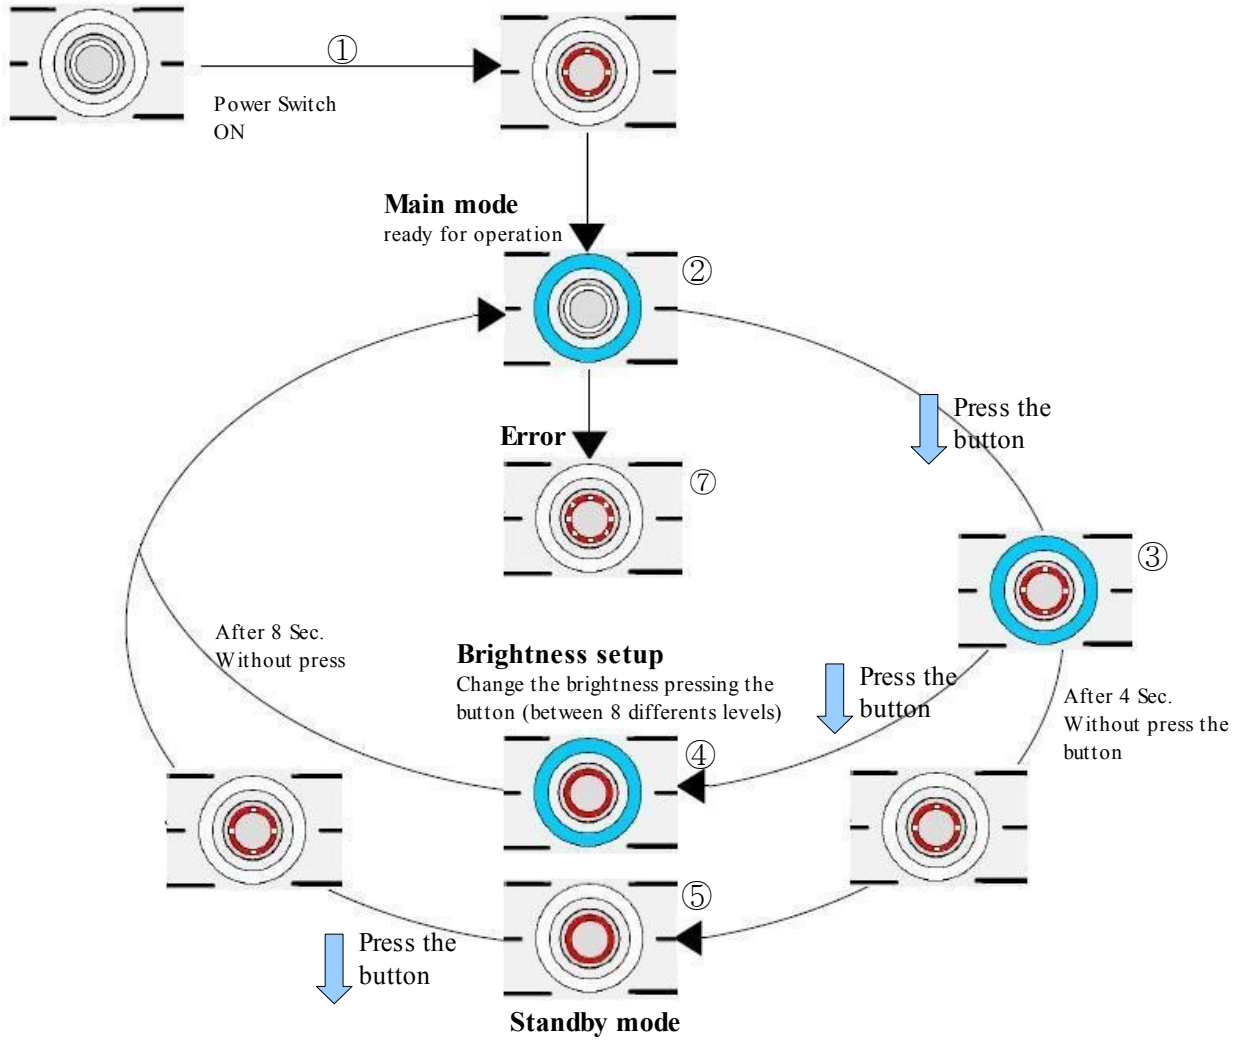 ①
Power Switch
ON
Main mode
ready for operation
②
Press the
button
Error
⑦
③
After 8 Sec.
Without press
Brightness setup
Change the brightness pressing the
button (between 8 differents levels)
Press the
button
After 4 Sec.
Without press the
button
④
⑤
Press the
button
Standby mode